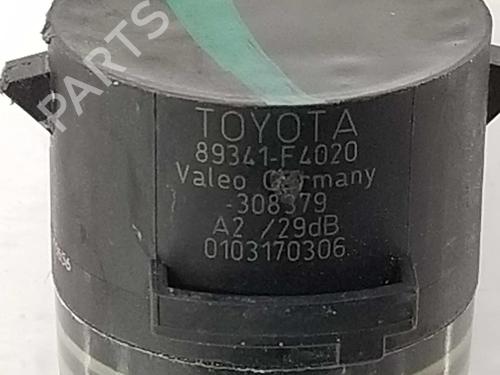 PARTS
TOYOTA
89341-F4020
Valeo Germany
-308379
A2 /29dB
0103170306